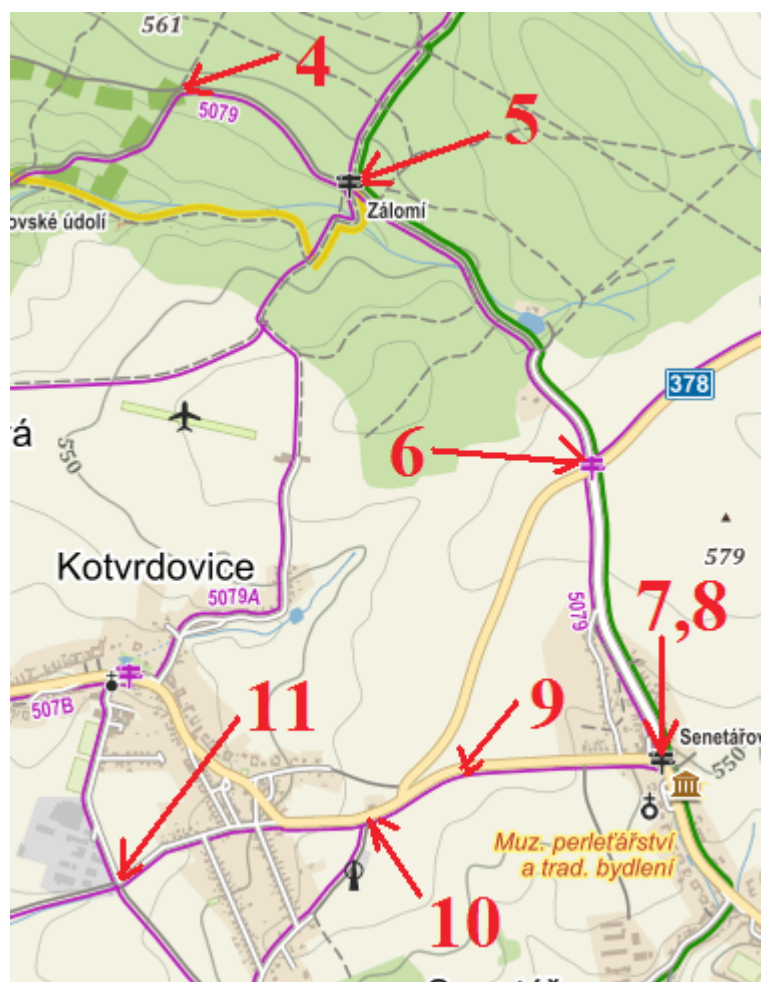 561
4
5079
5
Zálomí
ovské údolí
378
á
550
6
579
Kotvrdovice
5079A
5079
7,8
507B
11
9
Senetářov
550
Muz. perleťářství
a trad. bydlení
10